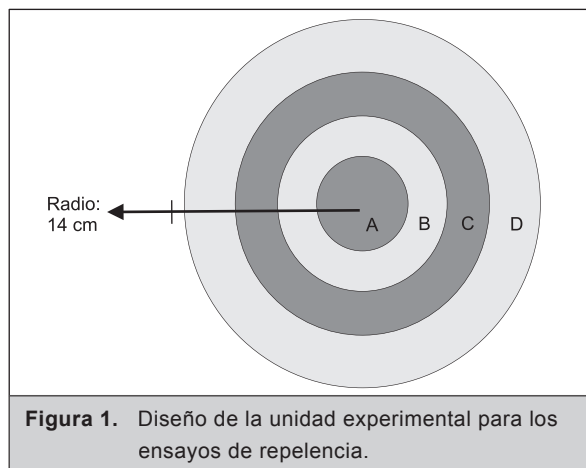 Radio:
14 cm
A B C D
Figura 1. Diseño de la unidad experimental para los
ensayos de repelencia.